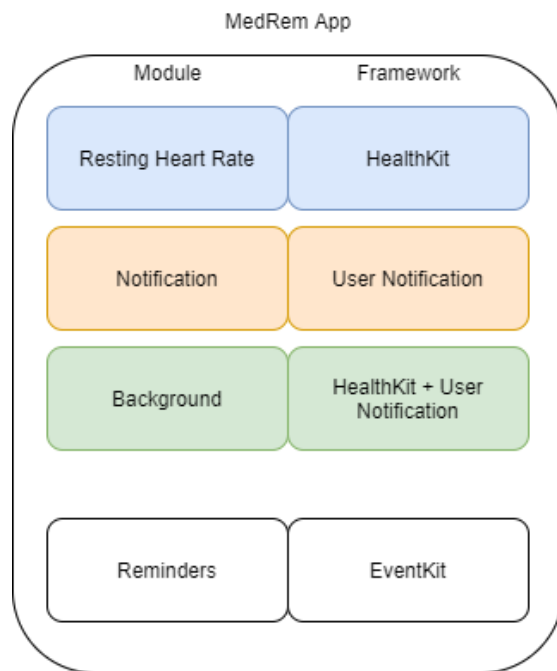 MedRem App
Module Framework
Resting Heart Rate HealthKit
Notification User Notification
Background HealthKit + User
Notification
Reminders EventKit